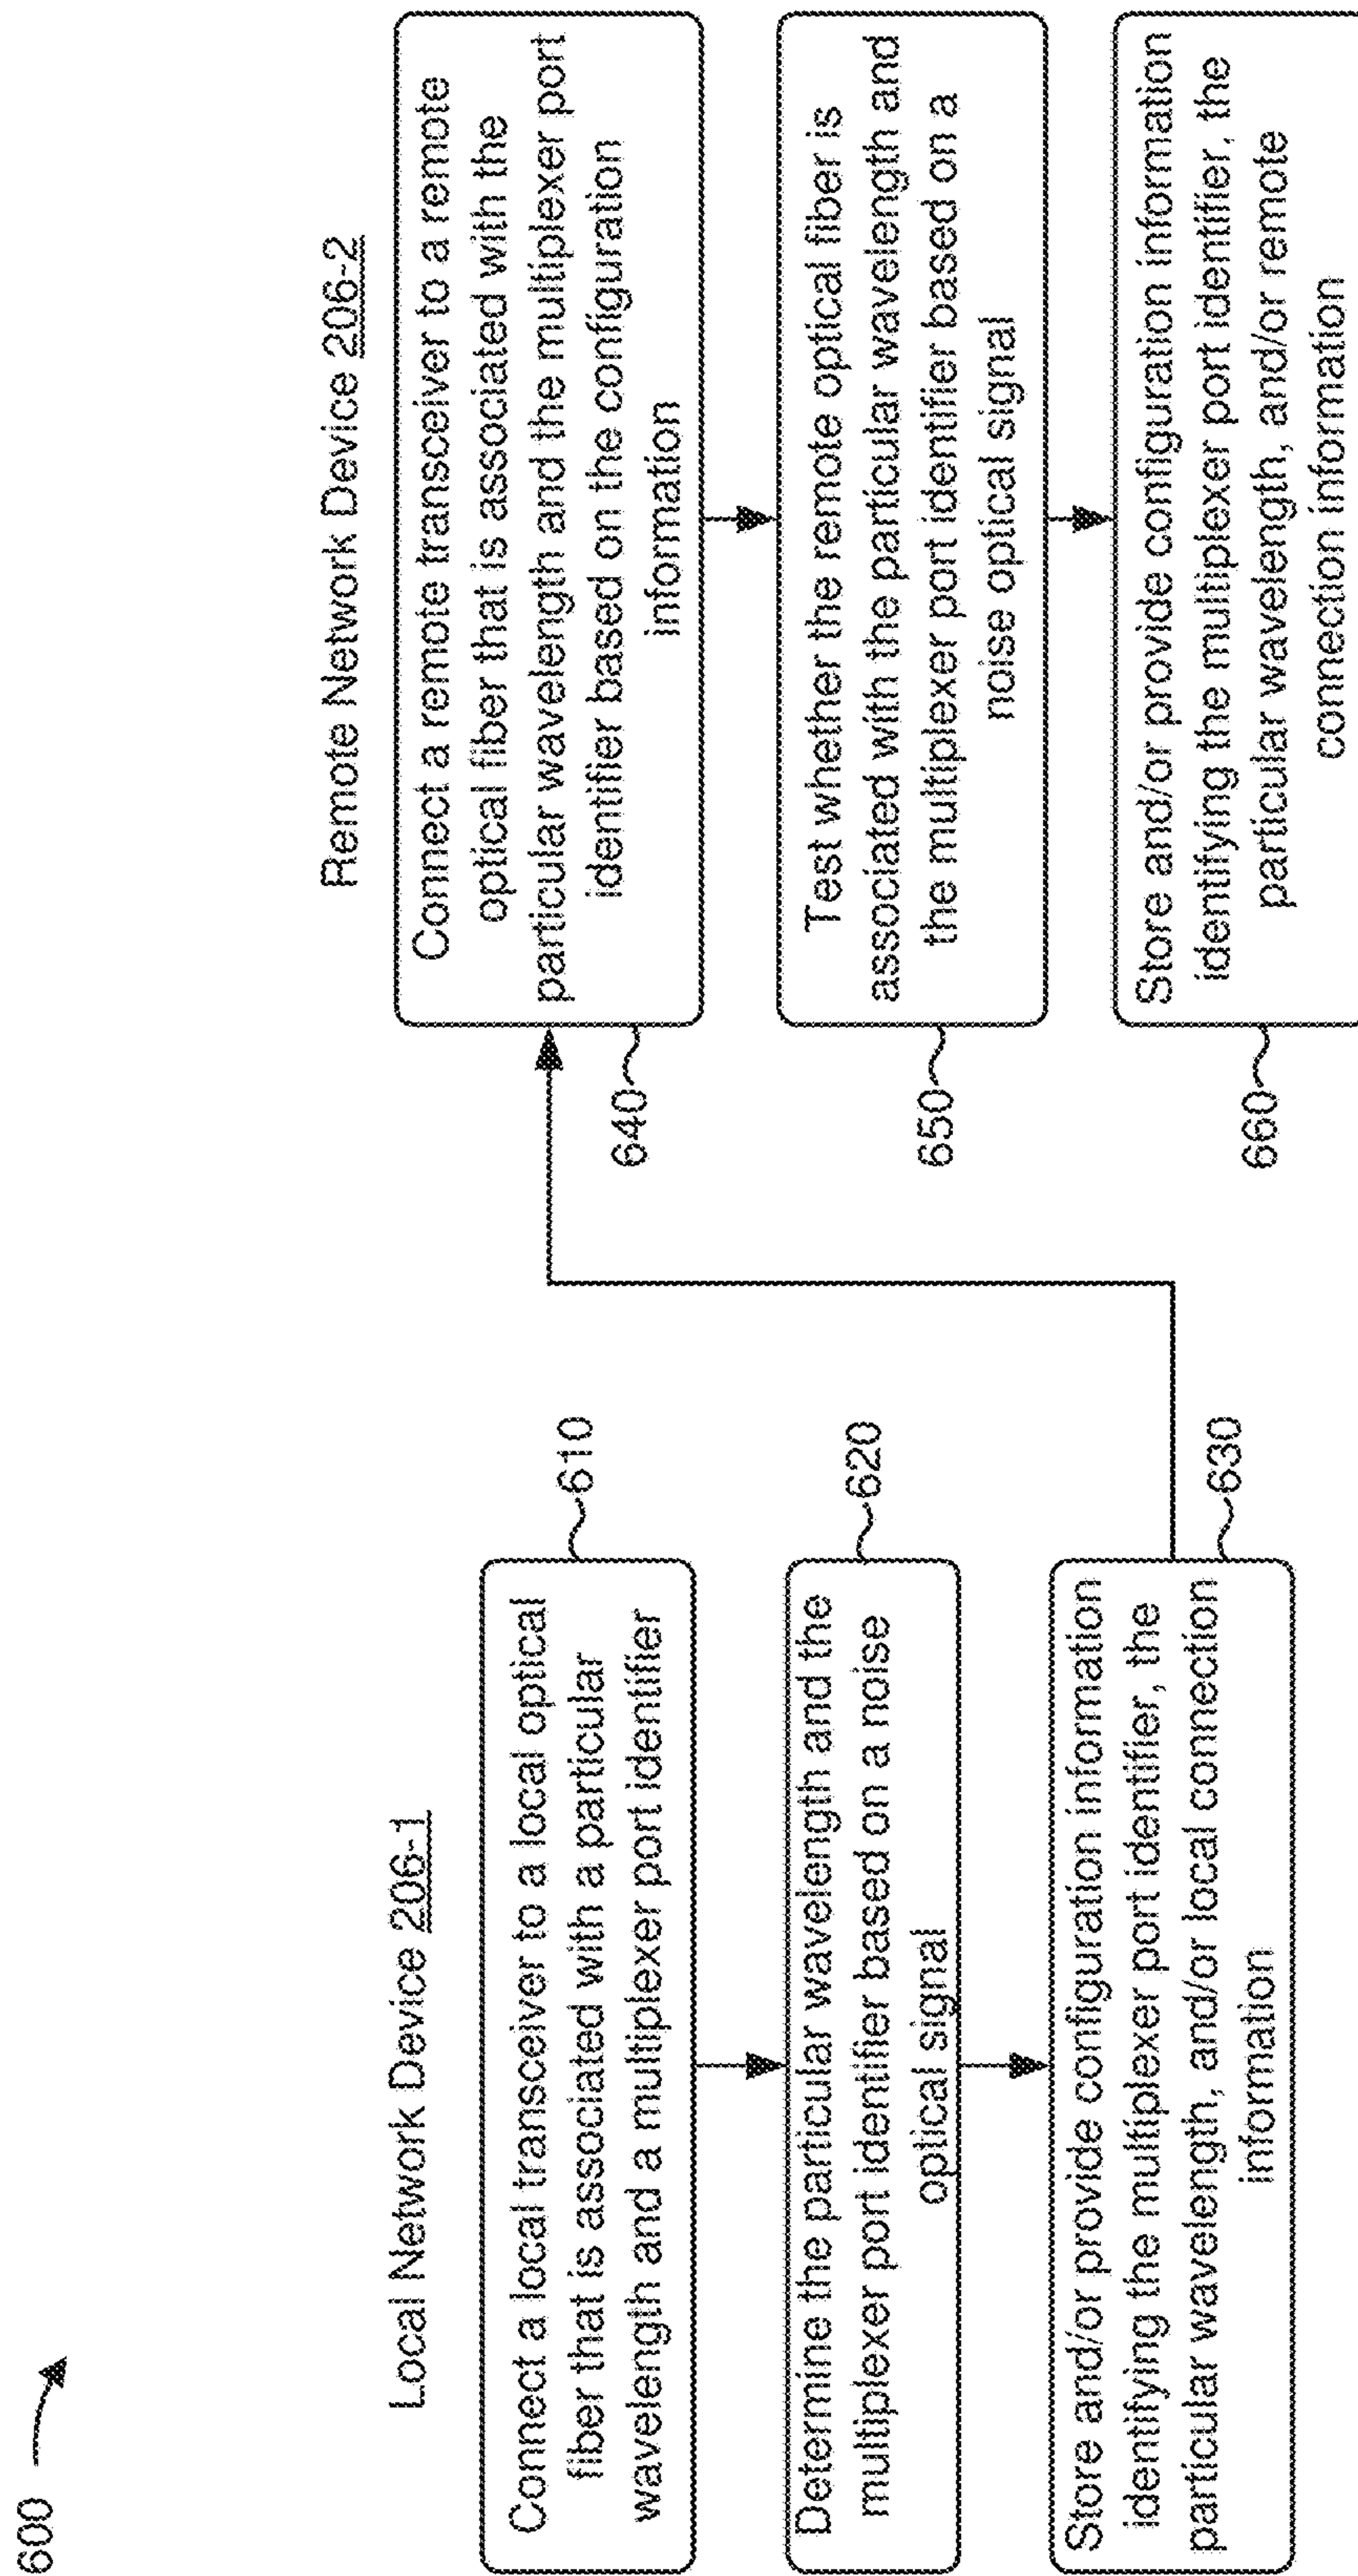 600
Local Network Device 206-1
Connect a local transceiver to a local optical
fiber that is associated with a particular
wavelength and a multiplexer port identifier
610
Determine the particular wavelength and the
multiplexer port identifier based on a noise
optical signal
620
Store and/or provide configuration information
identifying the multiplexer port identifier, the
particular wavelength, and/or local connection
information
630
Remote Network Device 206-2
Connect a remote transceiver to a remote
optical fiber that is associated with the
particular wavelength and the multiplexer port
identifier based on the configuration
information
640
Test whether the remote optical fiber is
associated with the particular wavelength and
the multiplexer port identifier based on a
noise optical signal
650
Store and/or provide configuration information
identifying the multiplexer port identifier, the
particular wavelength, and/or remote
connection information
660